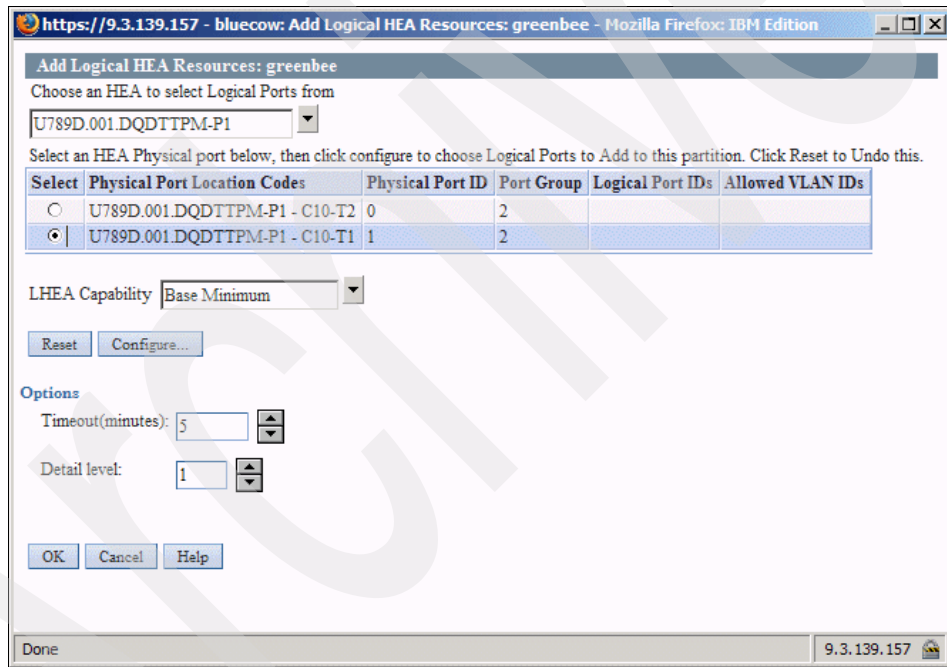 https://9.3.139.157 - bluecow: Add Logical HEA Resources: greenbee - Mozilla Firefox: IBM Edition
Add Logical HEA Resources: greenbee
Choose an HEA to select Logical Ports from
U789D.001.DQDTTPM-P1
Select an HEA Physical port below, then click configure to choose Logical Ports to Add to this partition. Click Reset to Undo this.
Select Physical Port Location Codes Physical Port ID Port Group Logical Port IDs Allowed VLAN IDs
U789D.001.DQDTTPM-P1 - C10-T2 0 2
U789D.001.DQDTTPM-P1 - C10-T1 1 2
LHEA Capability Base Minimum
Reset Configure...
Options
Timeout(minutes): 5
Detail level: 1
OK Cancel Help
Done 9.3.139.157